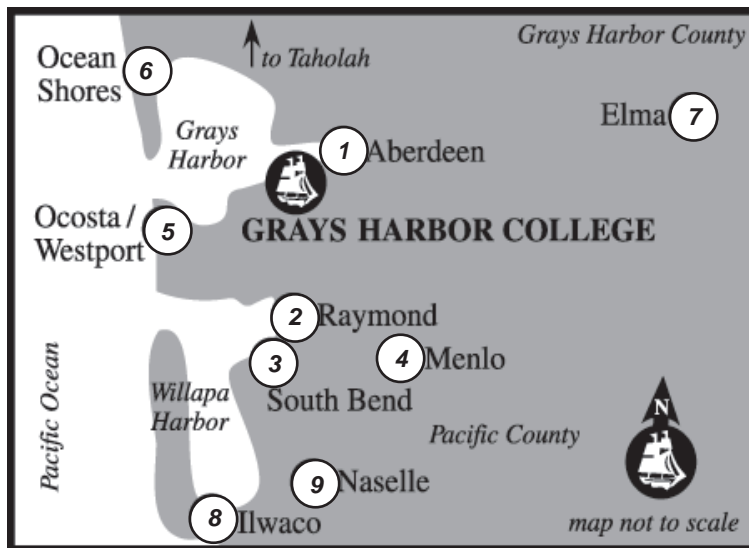 Grays Harbor County
Ocean
Shores
6
to Taholah
Elma
7
Grays
Harbor
1
Aberdeen
Ocosta /
Westport
5
GRAYS HARBOR COLLEGE
2
Raymond
3
South Bend
4
Menlo
Pacific Ocean
Willapa
Harbor
Pacific County
N
9
Naselle
8
Ilwaco
map not to scale